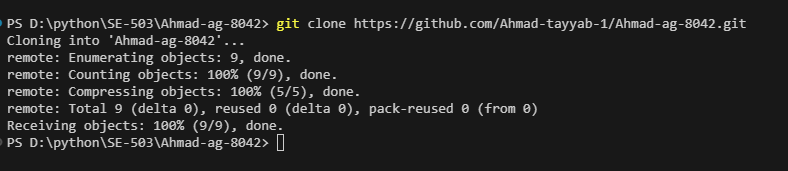 PS D:\python\SE-503\Ahmad-ag-8042> git clone https://github.com/Ahmad-tayyab-1/Ahmad-ag-8042.git
Cloning into 'Ahmad-ag-8042'...
remote: Enumerating objects: 9, done.
remote: Counting objects: 100% (9/9), done.
remote: Compressing objects: 100% (5/5), done.
remote: Total 9 (delta 0), reused 0 (delta 0), pack-reused 0 (from 0)
Receiving objects: 100% (9/9), done.
PS D:\python\SE-503\Ahmad-ag-8042>